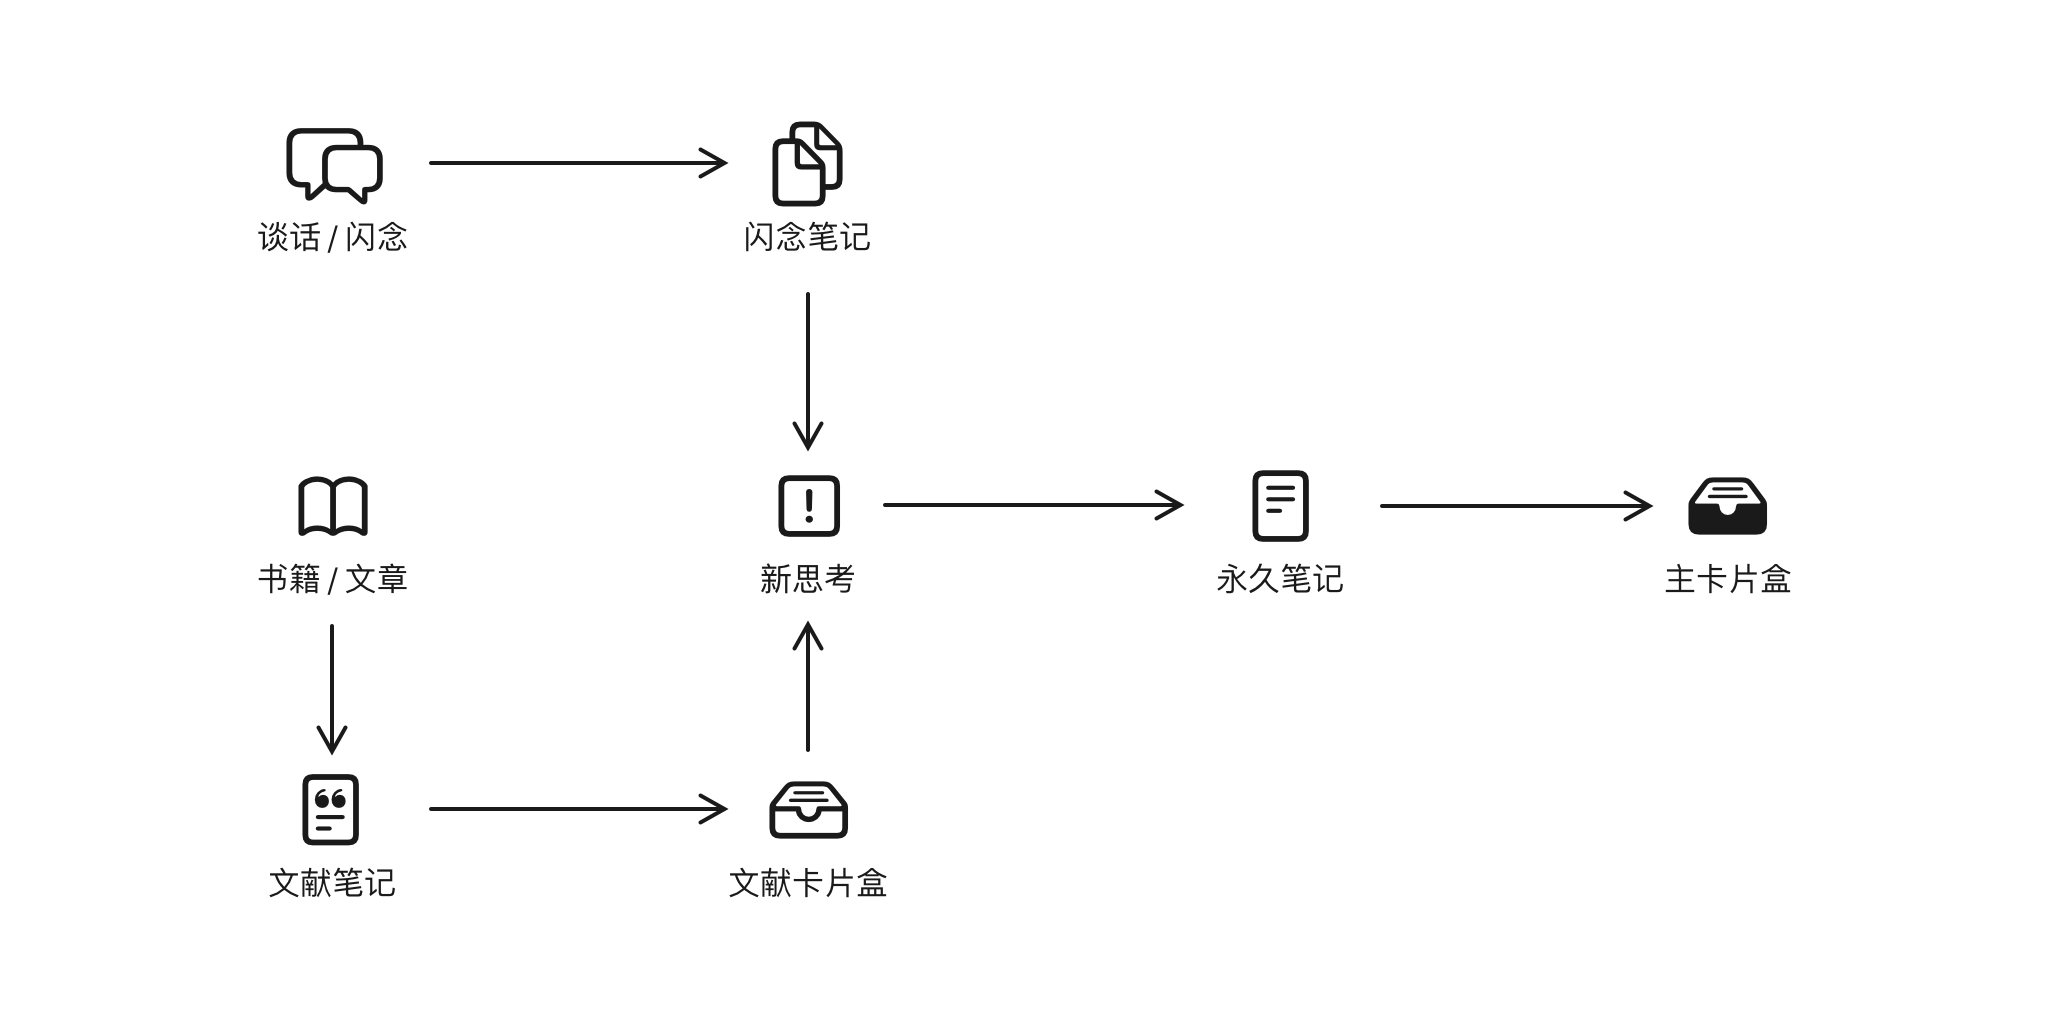 谈话 / 闪念
闪念笔记
书籍 / 文章
新思考
永久笔记
主卡片盒
文献笔记
文献卡片盒